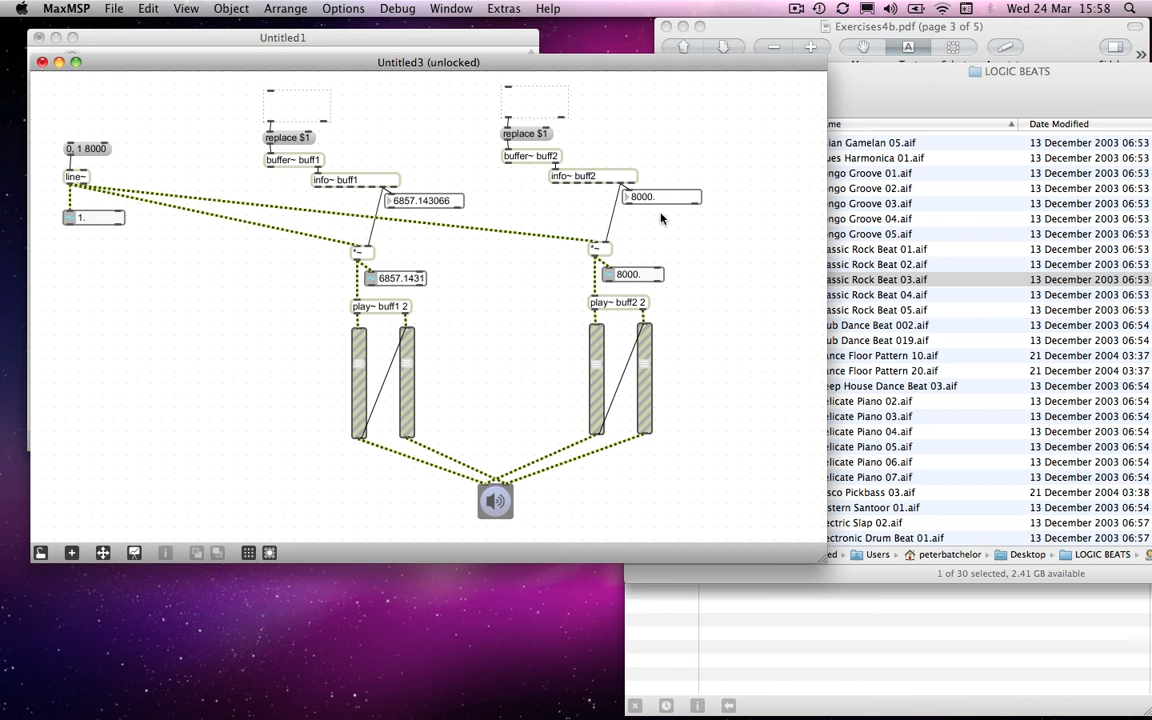 MaxMSP File Edit View Object Arrange Options Debug Window Extras Help Wed 24 Mar 15:58
Exercises4b.pdf (page 3 of 5)
Untitled1
Untitled3 (unlocked)
LOGIC BEATS
me Date Modified
replace $1
replace $1
0, 1 8000
buffer~ buff1
buffer~ buff2
line~
info~ buff1
info~ buff2
6857.143066
8000.
1.
*~
*~
6857.1431
8000.
play~ buff1 2
play~ buff2 2
ian Gamelan 05.aif 13 December 2003 06:53
ues Harmonica 01.aif 13 December 2003 06:53
ongo Groove 01.aif 13 December 2003 06:53
ongo Groove 02.aif 13 December 2003 06:53
ongo Groove 03.aif 13 December 2003 06:53
ongo Groove 04.aif 13 December 2003 06:53
ongo Groove 05.aif 13 December 2003 06:53
assic Rock Beat 01.aif 13 December 2003 06:53
assic Rock Beat 02.aif 13 December 2003 06:53
assic Rock Beat 03.aif 13 December 2003 06:53
assic Rock Beat 04.aif 13 December 2003 06:53
assic Rock Beat 05.aif 13 December 2003 06:53
ub Dance Beat 002.aif 13 December 2003 06:54
ub Dance Beat 019.aif 13 December 2003 06:54
ance Floor Pattern 10.aif 21 December 2004 03:37
ance Floor Pattern 20.aif 21 December 2004 03:37
eep House Dance Beat 03.aif 13 December 2003 06:54
elicate Piano 02.aif 13 December 2003 06:54
elicate Piano 03.aif 13 December 2003 06:54
elicate Piano 04.aif 13 December 2003 06:54
elicate Piano 05.aif 13 December 2003 06:54
elicate Piano 06.aif 13 December 2003 06:54
elicate Piano 07.aif 13 December 2003 06:54
sco Pickbass 03.aif 21 December 2004 03:38
stern Santoor 01.aif 13 December 2003 06:54
ectric Slap 02.aif 13 December 2003 06:57
ectronic Drum Beat 01.aif 13 December 2003 06:57
ed Users peterbatchelor Desktop LOGIC BEATS
1 of 30 selected, 2.41 GB available